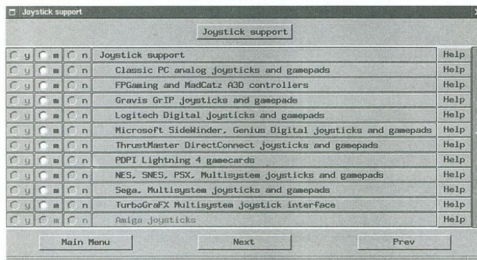 Joystick support
Joystick support
y m n Joystick support Help
y m n Classic PC analog joysticks and gamepads Help
y m n FPGaming and MadCatz A3D controllers Help
y m n Gravis GrIP joysticks and gamepads Help
y m n Logitech Digital joysticks and gamepads Help
y m n Microsoft SideWinder, Genius Digital joysticks and gamepads Help
y m n ThrustMaster DirectConnect joysticks and gamepads Help
y m n PDPI Lightning 4 gamecards Help
y m n NES, SNES, PSX, Multisystem joysticks and gamepads Help
y m n Sega, Multisystem joysticks and gamepads Help
y m n TurboGraFX Multisystem joystick interface Help
y m n Amiga joysticks Help
Main Menu Next Prev